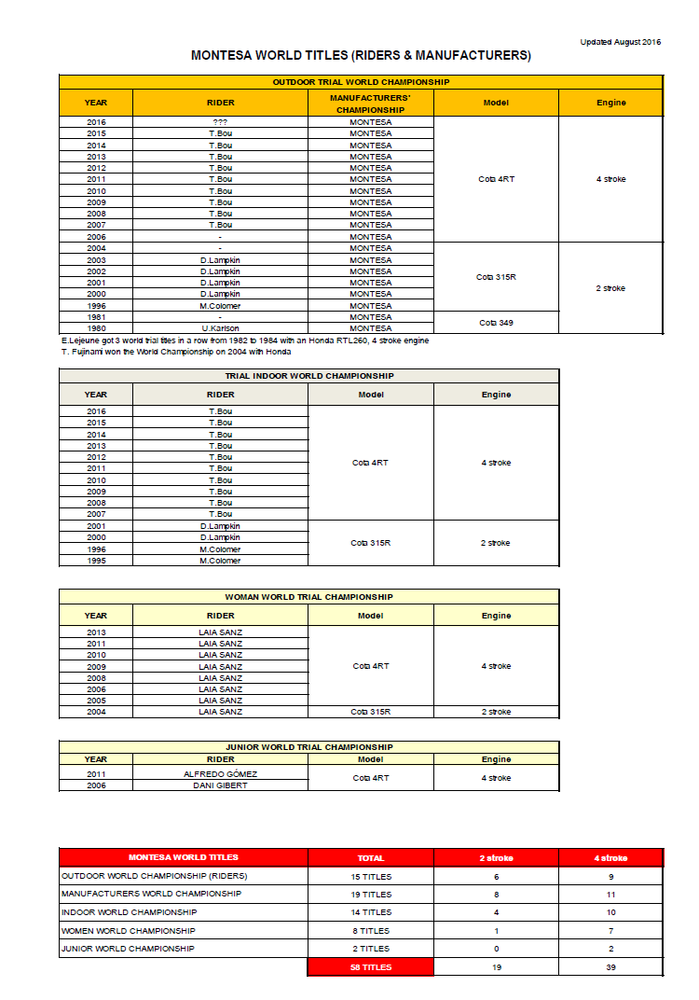 Updated August 2016
MONTESA WORLD TITLES (RIDERS & MANUFACTURERS)
OUTDOOR TRIAL WORLD CHAMPIONSHIP
YEAR RIDER MANUFACTURERS' CHAMPIONSHIP Model Engine
2016 ??? MONTESA
2015 T.Bou MONTESA
2014 T.Bou MONTESA
2013 T.Bou MONTESA
2012 T.Bou MONTESA
2011 T.Bou MONTESA Cota 4RT 4 stroke
2010 T.Bou MONTESA
2009 T.Bou MONTESA
2008 T.Bou MONTESA
2007 T.Bou MONTESA
2006 - MONTESA
2004 - MONTESA
2003 D.Lampkin MONTESA
2002 D.Lampkin MONTESA
2001 D.Lampkin MONTESA Cota 315R
2000 D.Lampkin MONTESA 2 stroke
1996 M.Colomer MONTESA
1981 - MONTESA Cota 349
1980 U.Karlson MONTESA
E.Lejeune got 3 world trial titles in a row from 1982 to 1984 with an Honda RTL260, 4 stroke engine
T. Fujinami won the World Championship on 2004 with Honda
TRIAL INDOOR WORLD CHAMPIONSHIP
YEAR RIDER Model Engine
2016 T.Bou
2015 T.Bou
2014 T.Bou
2013 T.Bou
2012 T.Bou Cota 4RT 4 stroke
2011 T.Bou
2010 T.Bou
2009 T.Bou
2008 T.Bou
2007 T.Bou
2001 D.Lampkin
2000 D.Lampkin Cota 315R 2 stroke
1996 M.Colomer
1995 M.Colomer
WOMAN WORLD TRIAL CHAMPIONSHIP
YEAR RIDER Model Engine
2013 LAIA SANZ
2011 LAIA SANZ
2010 LAIA SANZ
2009 LAIA SANZ Cota 4RT 4 stroke
2008 LAIA SANZ
2006 LAIA SANZ
2005 LAIA SANZ
2004 LAIA SANZ Cota 315R 2 stroke
JUNIOR WORLD TRIAL CHAMPIONSHIP
YEAR RIDER Model Engine
2011 ALFREDO GÓMEZ Cota 4RT 4 stroke
2006 DANI GIBERT
MONTESA WORLD TITLES TOTAL 2 stroke 4 stroke
OUTDOOR WORLD CHAMPIONSHIP (RIDERS) 15 TITLES 6 9
MANUFACTURERS WORLD CHAMPIONSHIP 19 TITLES 8 11
INDOOR WORLD CHAMPIONSHIP 14 TITLES 4 10
WOMEN WORLD CHAMPIONSHIP 8 TITLES 1 7
JUNIOR WORLD CHAMPIONSHIP 2 TITLES 0 2
58 TITLES 19 39